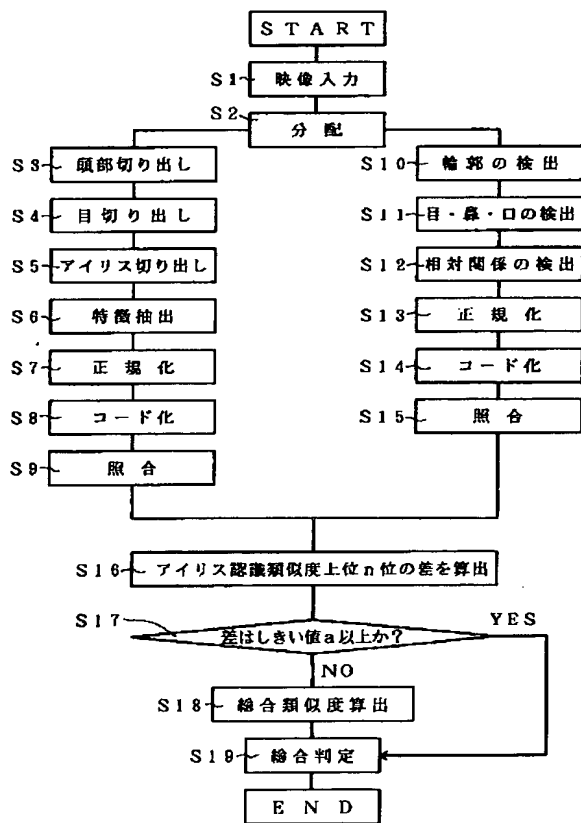 START
S1 映像入力
S2 分配
S3 頭部切り出し
S4 目切り出し
S5 アイリス切り出し
S6 特徴抽出
S7 正規化
S8 コード化
S9 照合
S10 輪郭の検出
S11 目・鼻・口の検出
S12 相対関係の検出
S13 正規化
S14 コード化
S15 照合
S16 アイリス認識類似度上位n位の差を算出
S17 差はしきい値a以上か?
YES
NO
S18 総合類似度算出
S19 総合判定
END